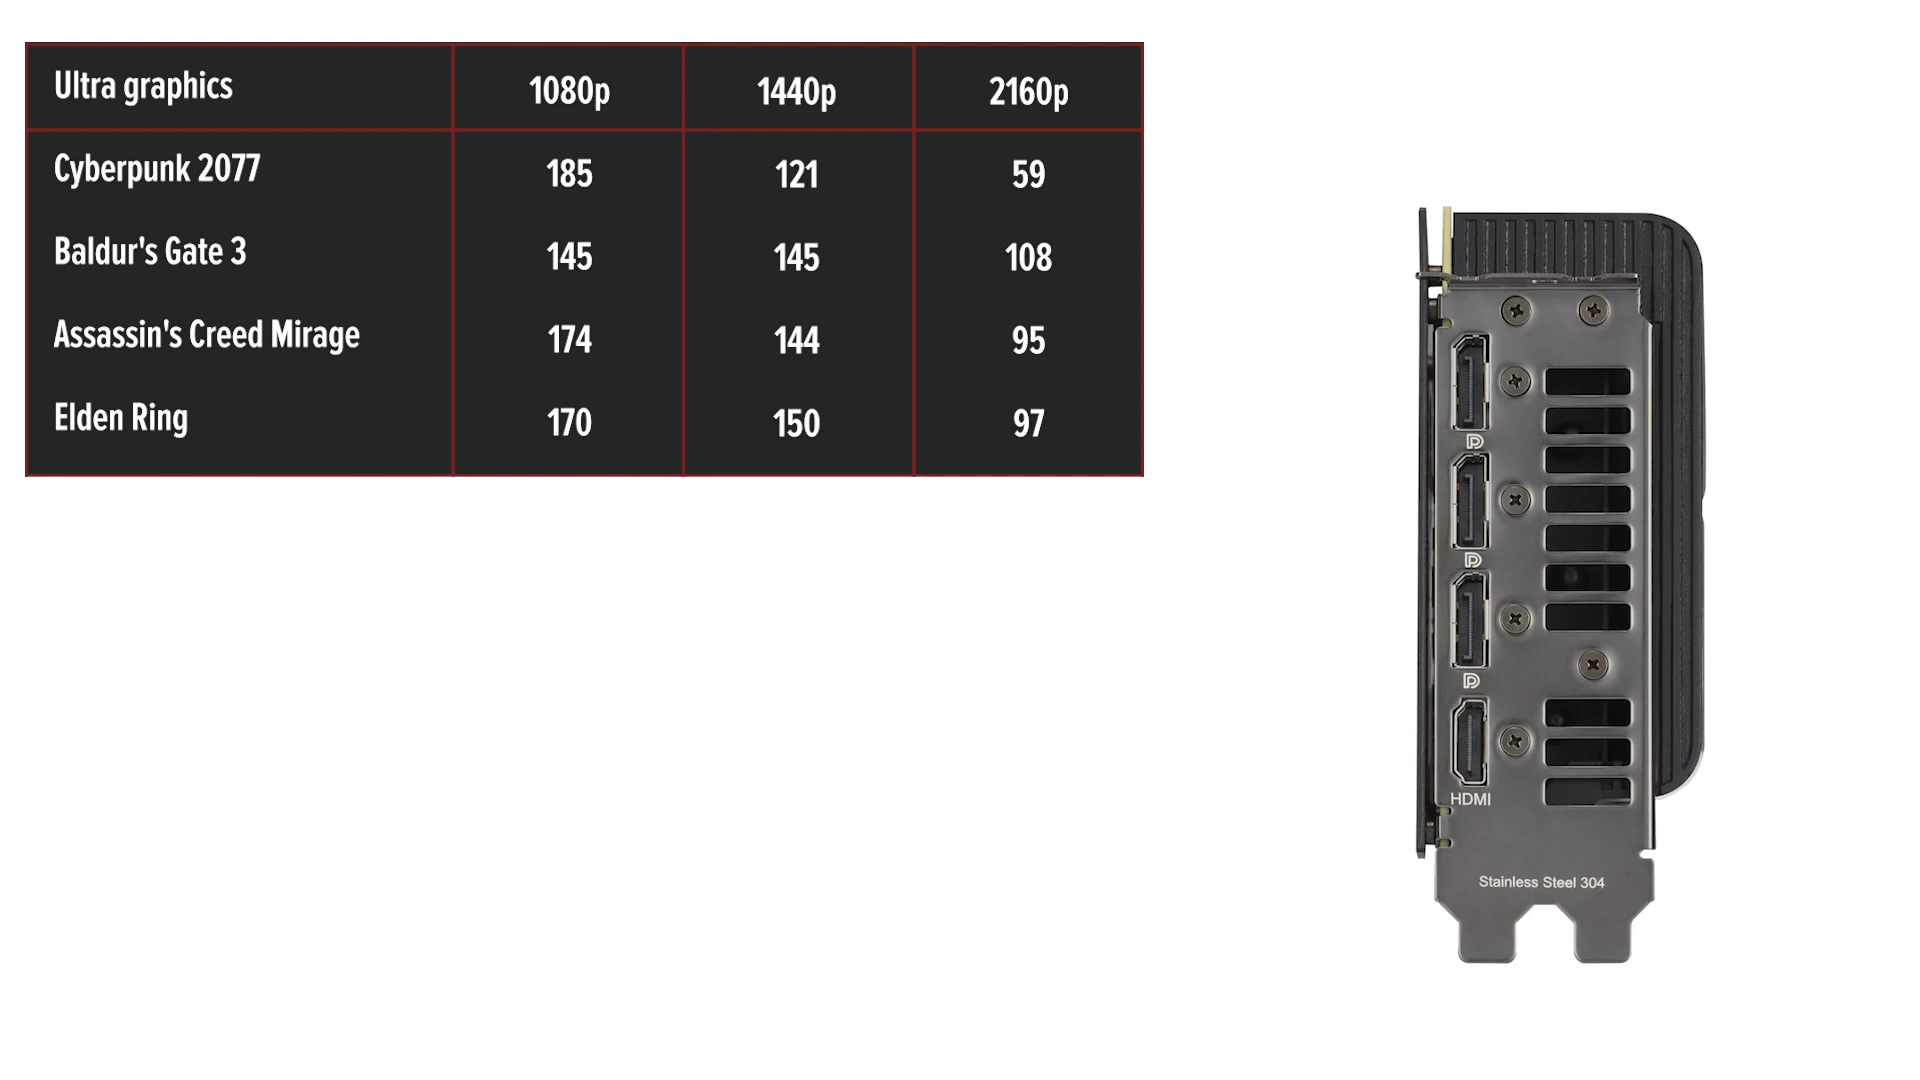 Ultra graphics 1080p 1440p 2160p
Cyberpunk 2077 185 121 59
Baldur's Gate 3 145 145 108
Assassin's Creed Mirage 174 144 95
Elden Ring 170 150 97
HDMI
Stainless Steel 304